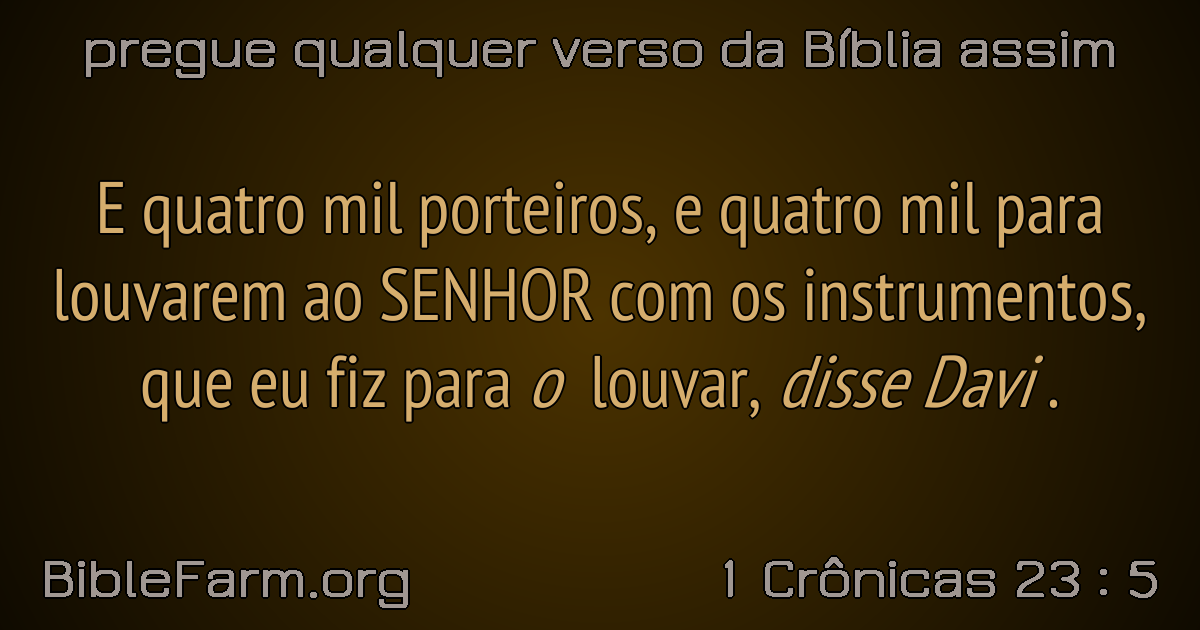 pregue qualquer verso da Bíblia assim
E quatro mil porteiros, e quatro mil para
louvarem ao SENHOR com os instrumentos,
que eu fiz para o louvar, disse Davi .
BibleFarm.org
1 Crônicas 23 : 5